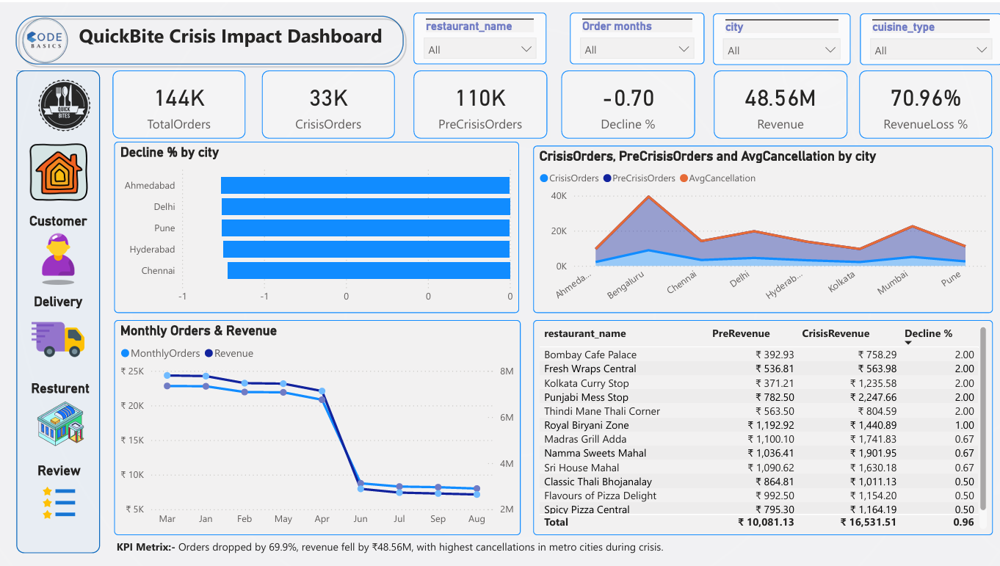 CODE
BASICS
QuickBite Crisis Impact Dashboard
restaurant_name
All
Order months
All
city
All
cuisine_type
All
QUICK
BITES
Customer
Delivery
Resturent
Review
144K
TotalOrders
33K
CrisisOrders
110K
PreCrisisOrders
-0.70
Decline %
48.56M
Revenue
70.96%
RevenueLoss %
Decline % by city
Ahmedabad
Delhi
Pune
Hyderabad
Chennai
-1 -1 0 0 0
CrisisOrders, PreCrisisOrders and AvgCancellation by city
CrisisOrders PreCrisisOrders AvgCancellation
40K
20K
0K
Ahmeda... Bengaluru Chennai Delhi Hyderab... Kolkata Mumbai Pune
Monthly Orders & Revenue
MonthlyOrders Revenue
₹ 25K 8M
₹ 20K
6M
₹ 15K
₹ 10K 4M
₹ 5K 2M
Mar Jan Feb May Apr Jun Jul Sep Aug
restaurant_name PreRevenue CrisisRevenue Decline %
Bombay Cafe Palace ₹ 392.93 ₹ 758.29 2.00
Fresh Wraps Central ₹ 536.81 ₹ 563.98 2.00
Kolkata Curry Stop ₹ 371.21 ₹ 1,235.58 2.00
Punjabi Mess Stop ₹ 782.50 ₹ 2,247.66 2.00
Thindi Mane Thali Corner ₹ 563.50 ₹ 804.59 2.00
Royal Biryani Zone ₹ 1,192.92 ₹ 1,440.89 1.00
Madras Grill Adda ₹ 1,100.10 ₹ 1,741.83 0.67
Namma Sweets Mahal ₹ 1,036.41 ₹ 1,901.95 0.67
Sri House Mahal ₹ 1,090.62 ₹ 1,630.18 0.67
Classic Thali Bhojanalay ₹ 864.81 ₹ 1,011.13 0.50
Flavours of Pizza Delight ₹ 992.50 ₹ 1,154.20 0.50
Spicy Pizza Central ₹ 795.30 ₹ 1,164.19 0.50
Total ₹ 10,081.13 ₹ 16,531.51 0.96
KPI Metric:- Orders dropped by 69.9%, revenue fell by ₹48.56M, with highest cancellations in metro cities during crisis.